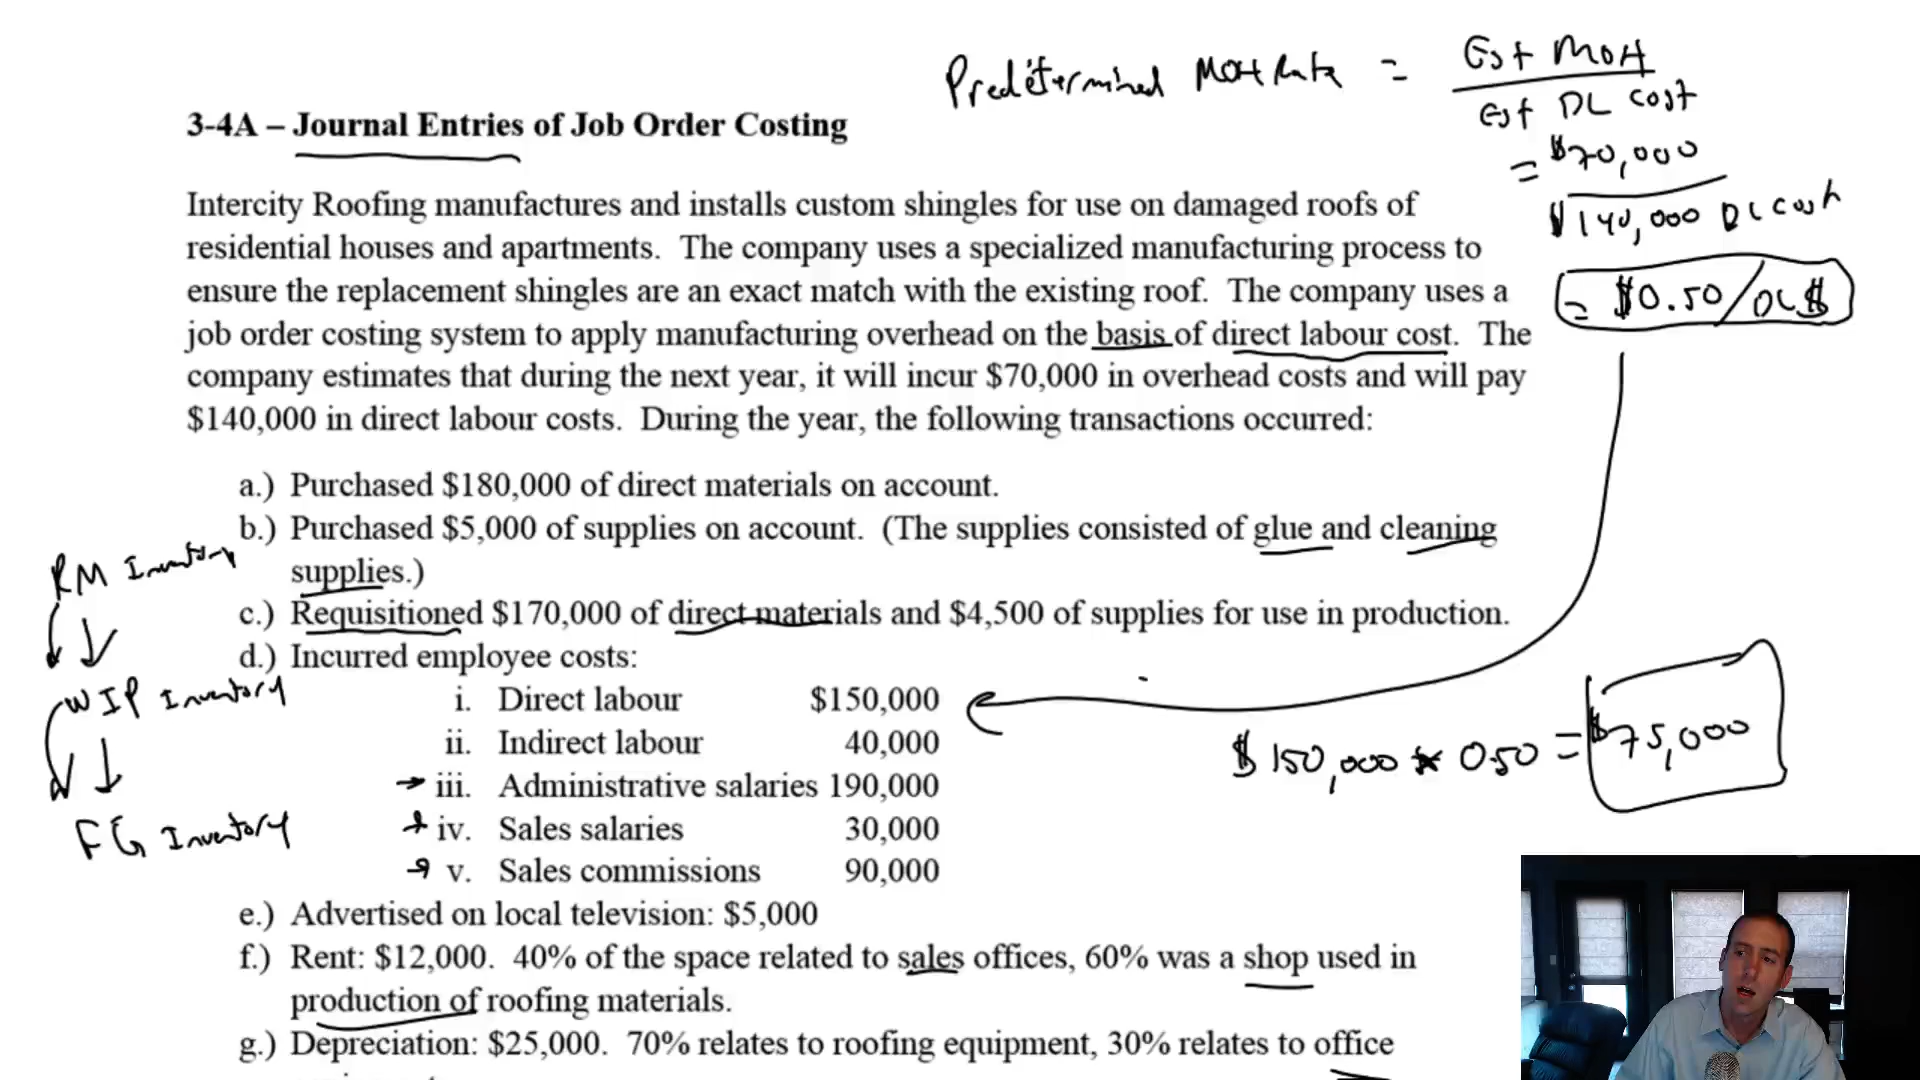 Predetermined MOH Rate = Est MOH
Est DL cost
= $70,000
$140,000 DL cost
= $0.50/DL$
3-4A – Journal Entries of Job Order Costing
Intercity Roofing manufactures and installs custom shingles for use on damaged roofs of
residential houses and apartments. The company uses a specialized manufacturing process to
ensure the replacement shingles are an exact match with the existing roof. The company uses a
job order costing system to apply manufacturing overhead on the basis of direct labour cost. The
company estimates that during the next year, it will incur $70,000 in overhead costs and will pay
$140,000 in direct labour costs. During the year, the following transactions occurred:
a.) Purchased $180,000 of direct materials on account.
b.) Purchased $5,000 of supplies on account. (The supplies consisted of glue and cleaning
supplies.)
c.) Requisitioned $170,000 of direct materials and $4,500 of supplies for use in production.
d.) Incurred employee costs:
i. Direct labour $150,000
ii. Indirect labour 40,000
iii. Administrative salaries 190,000
iv. Sales salaries 30,000
v. Sales commissions 90,000
e.) Advertised on local television: $5,000
f.) Rent: $12,000. 40% of the space related to sales offices, 60% was a shop used in
production of roofing materials.
g.) Depreciation: $25,000. 70% relates to roofing equipment, 30% relates to office
RM Inventory
WIP Inventory
FG Inventory
$150,000 * 0.50 = $75,000